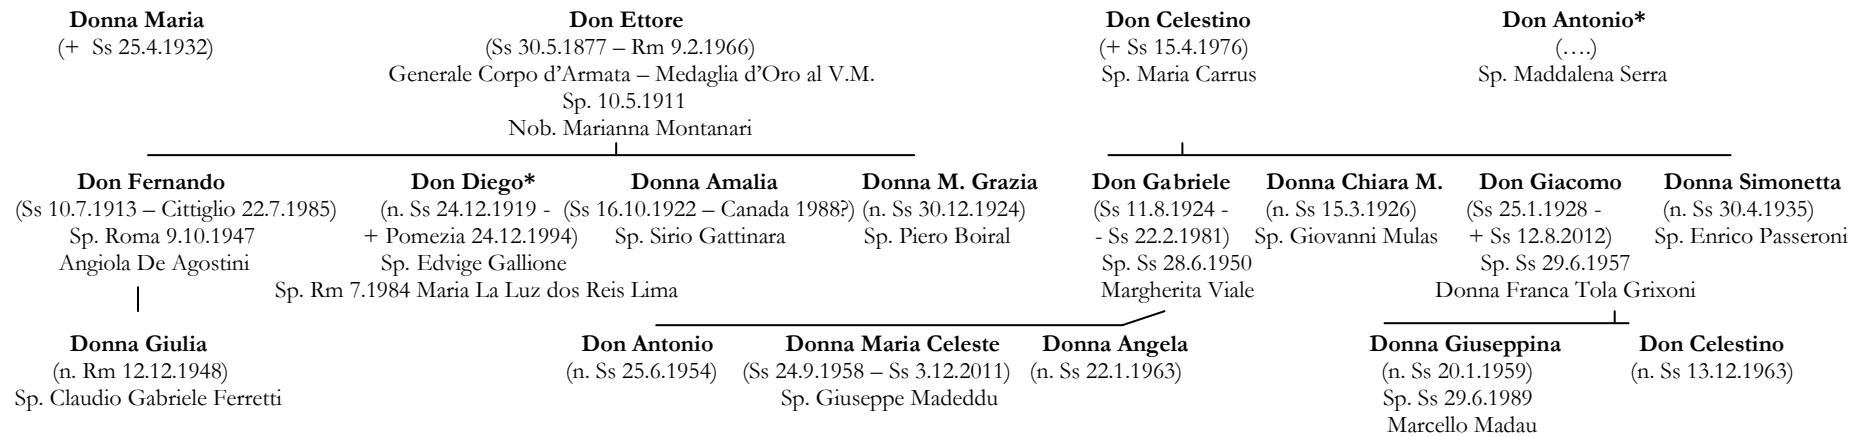 Donna Maria
(+ Ss 25.4.1932)
Don Ettore
(Ss 30.5.1877 – Rm 9.2.1966)
Generale Corpo d'Armata – Medaglia d'Oro al V.M.
Sp. 10.5.1911
Nob. Marianna Montanari
Don Celestino
(+ Ss 15.4.1976)
Sp. Maria Carrus
Don Antonio*
(….)
Sp. Maddalena Serra
Don Fernando
(Ss 10.7.1913 – Cittiglio 22.7.1985)
Sp. Roma 9.10.1947
Angiola De Agostini
Don Diego*
(n. Ss 24.12.1919 -
+ Pomezia 24.12.1994)
Sp. Edvige Gallione
Sp. Rm 7.1984 Maria La Luz dos Reis Lima
Donna Amalia
(Ss 16.10.1922 – Canada 1988?)
Sp. Sirio Gattinara
Donna M. Grazia
(n. Ss 30.12.1924)
Sp. Piero Boiral
Don Gabriele
(Ss 11.8.1924 -
- Ss 22.2.1981)
Sp. Ss 28.6.1950
Margherita Viale
Donna Chiara M.
(n. Ss 15.3.1926)
Sp. Giovanni Mulas
Don Giacomo
(Ss 25.1.1928 -
+ Ss 12.8.2012)
Sp. Ss 29.6.1957
Donna Franca Tola Grixoni
Donna Simonetta
(n. Ss 30.4.1935)
Sp. Enrico Passeroni
Donna Giulia
(n. Rm 12.12.1948)
Sp. Claudio Gabriele Ferretti
Don Antonio
(n. Ss 25.6.1954)
Donna Maria Celeste
(Ss 24.9.1958 – Ss 3.12.2011)
Sp. Giuseppe Madeddu
Donna Angela
(n. Ss 22.1.1963)
Donna Giuseppina
(n. Ss 20.1.1959)
Sp. Ss 29.6.1989
Marcello Madau
Don Celestino
(n. Ss 13.12.1963)